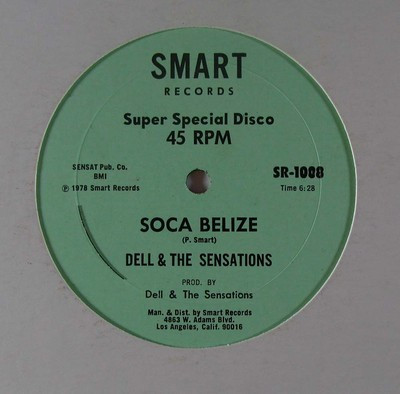 SMART
RECORDS
Super Special Disco
45 RPM
SENSAT Pub. Co.
BMI
SR-1008
℗ 1978 Smart Records
Time 6:28
SOCA BELIZE
(P. Smart)
DELL & THE SENSATIONS
PROD. BY
Dell & The Sensations
Man. & Dist. by Smart Records
4863 W. Adams Blvd.
Los Angeles, Calif. 90016